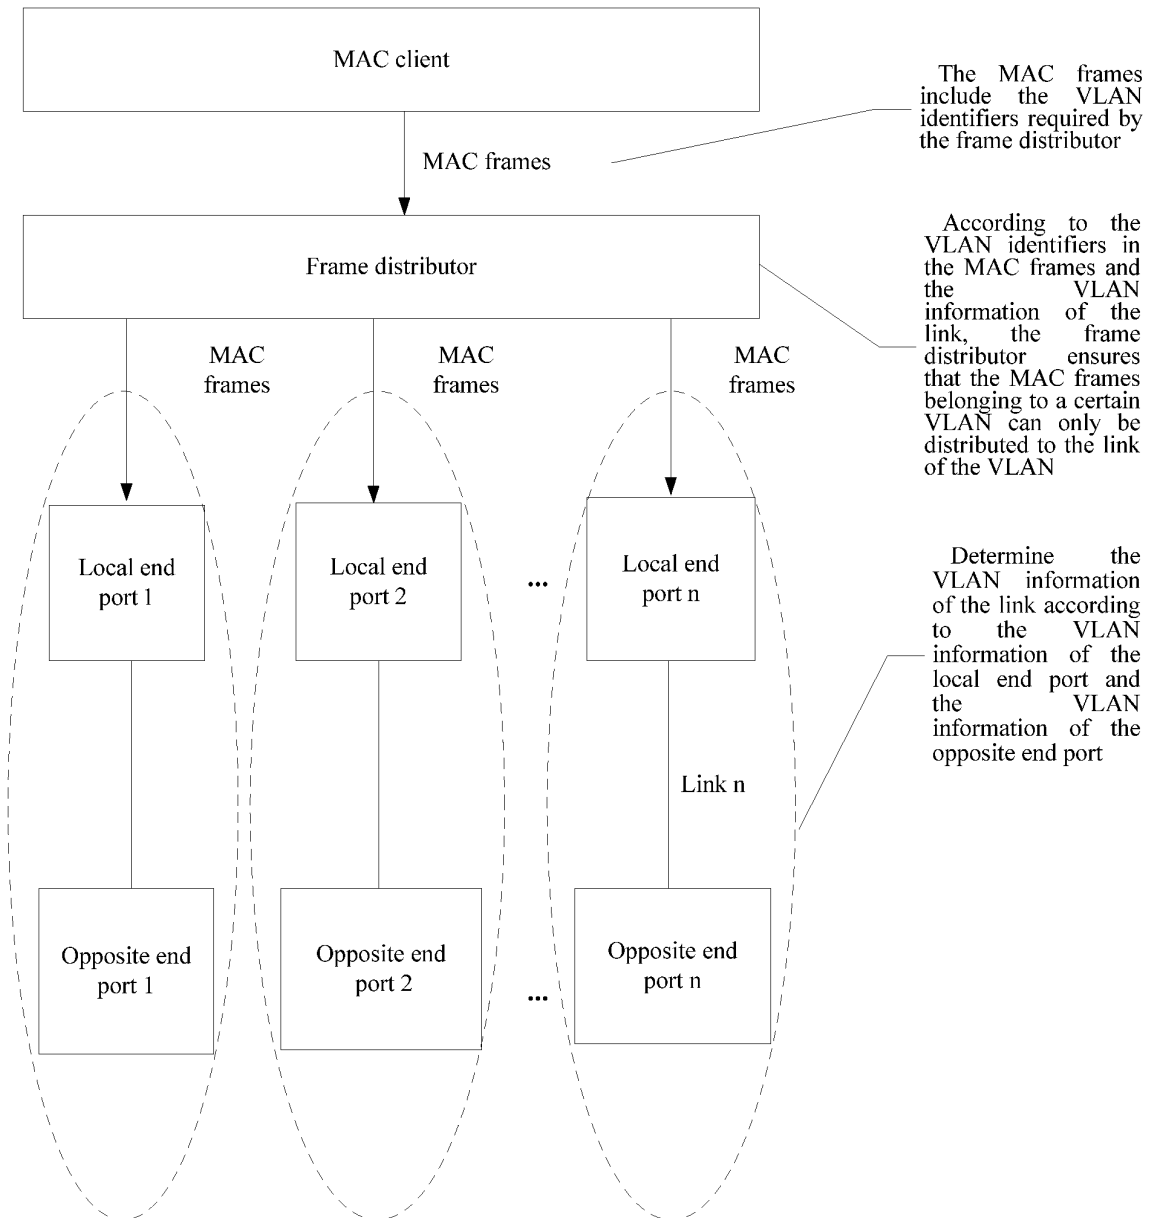 MAC client
MAC frames
The MAC frames
include the VLAN
identifiers required by
the frame distributor
Frame distributor
According to the
VLAN identifiers in
the MAC frames and
the VLAN
information of the
link, the frame
distributor ensures
that the MAC frames
belonging to a certain
VLAN can only be
distributed to the link
of the VLAN
MAC
frames
MAC
frames
MAC
frames
Local end
port 1
Local end
port 2
...
Local end
port n
Determine the
VLAN information
of the link according
to the VLAN
information of the
local end port and
the VLAN
information of the
opposite end port
Link n
Opposite end
port 1
Opposite end
port 2
...
Opposite end
port n